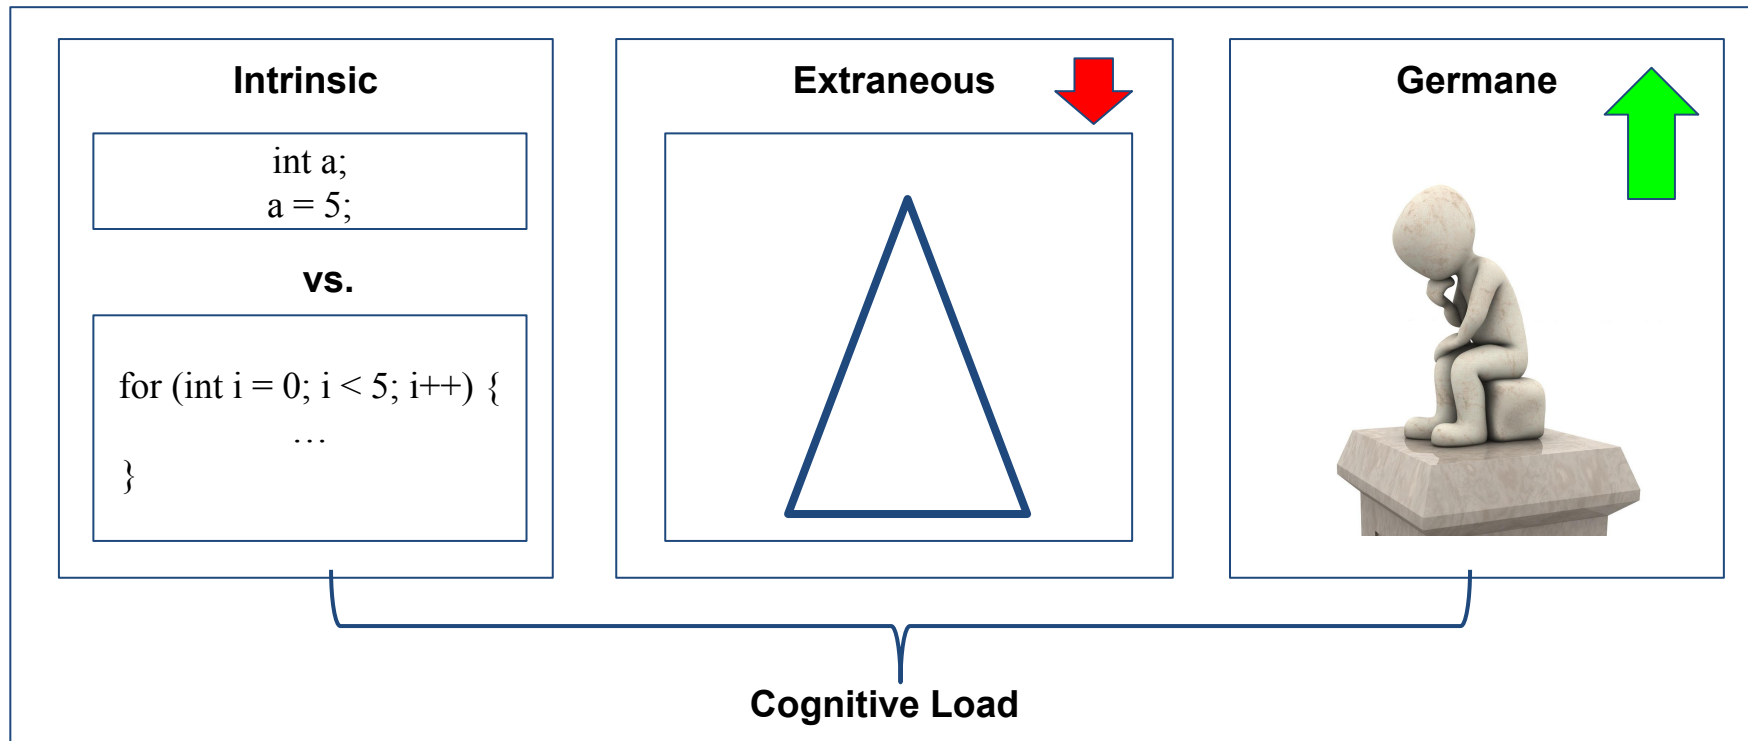 Intrinsic
int a;
a = 5;
vs.
for (int i = 0; i < 5; i++) {
…
}
Extraneous
Germane
Cognitive Load